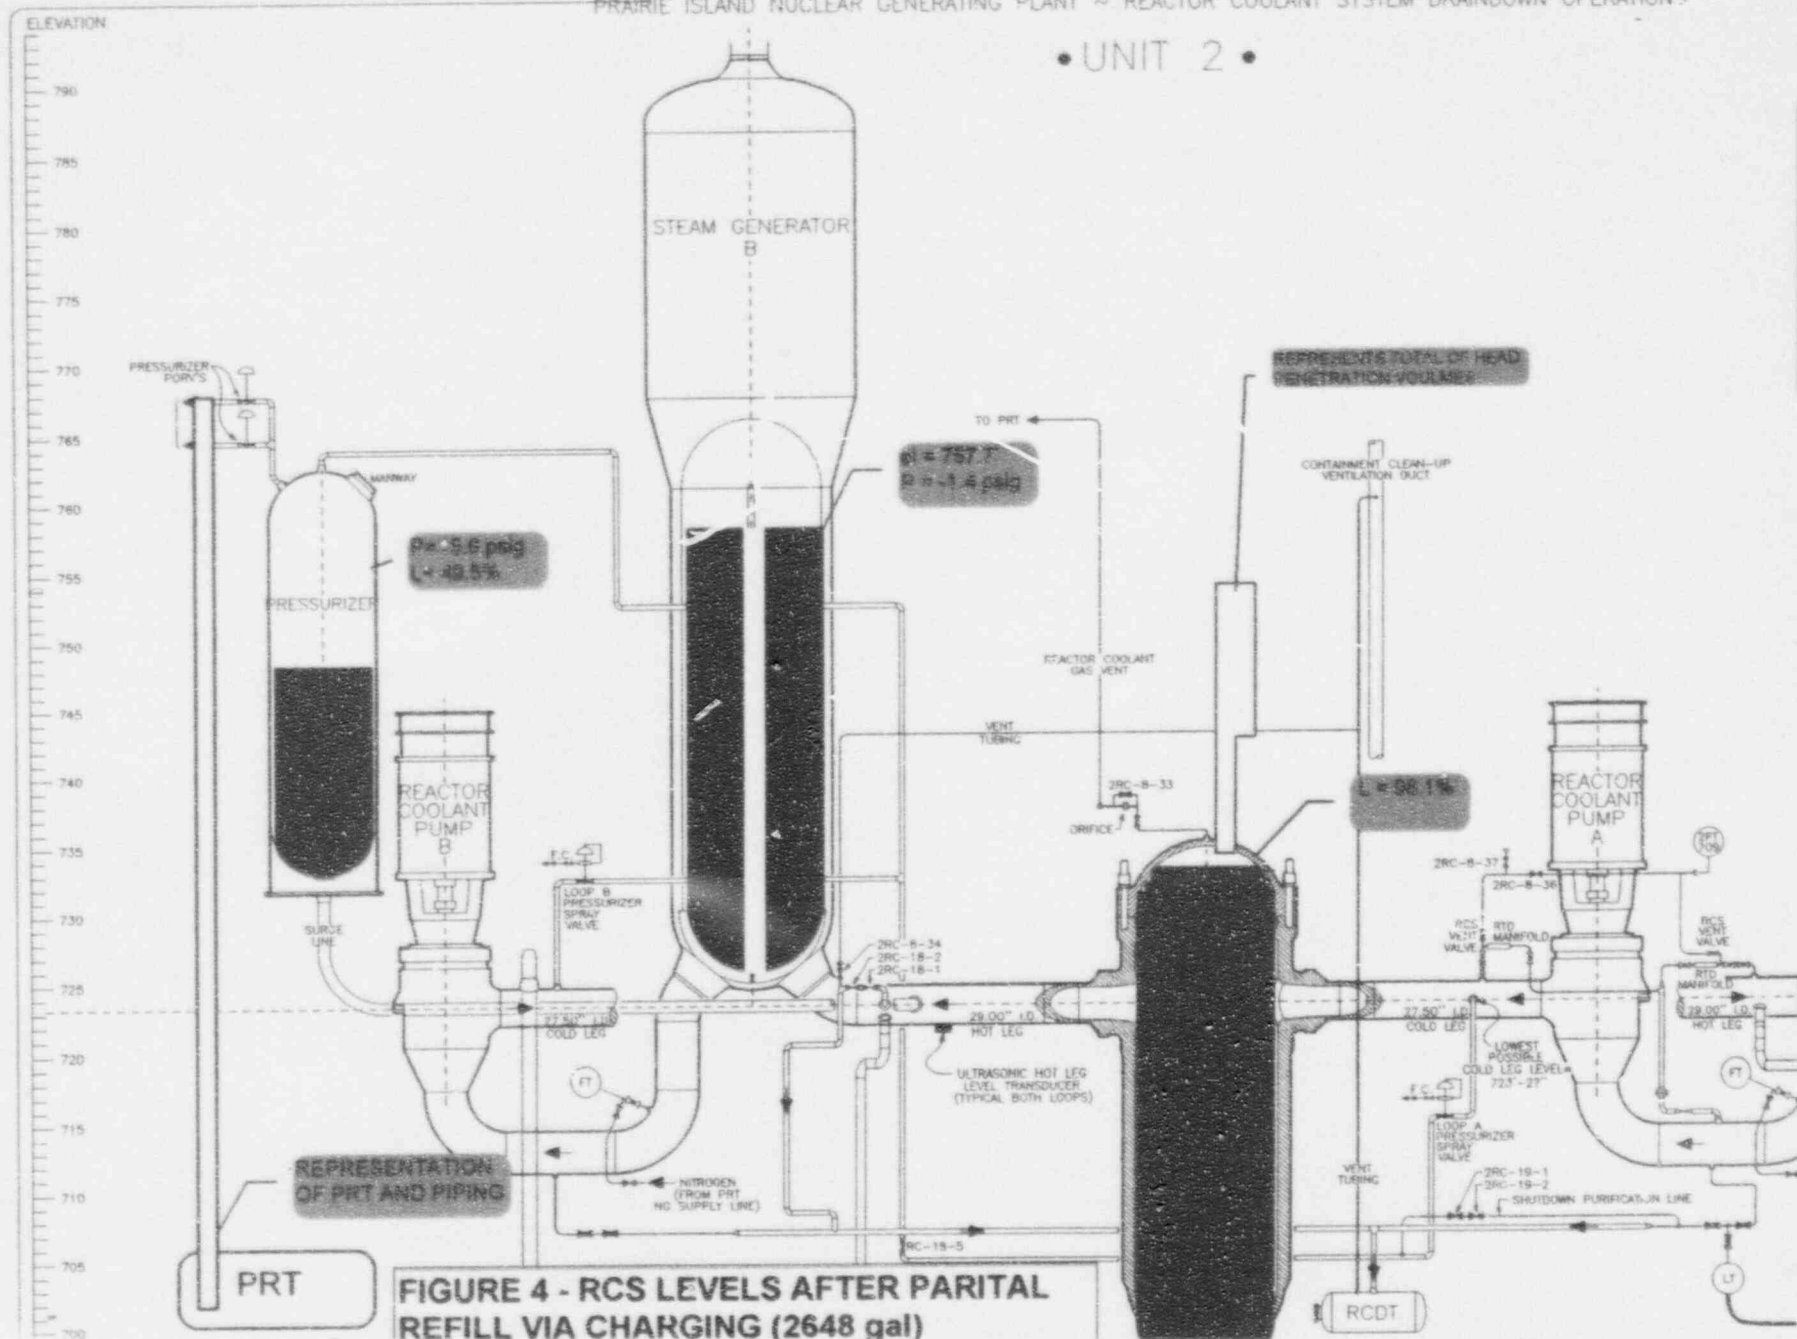 PRAIRIE ISLAND NUCLEAR GENERATING PLANT ~ REACTOR COOLANT SYSTEM DRAINDOWN OPERATIONS
• UNIT 2 •
ELEVATION
790
785
780
775
770
765
760
755
750
745
740
735
730
725
720
715
710
705
700
STEAM GENERATOR
B
PRESSURIZER
PORV'S
MANWAY
REPRESENTS TOTAL OF HEAD
PENETRATION VOULMES
TO PRT
el = 757.7'
P = -1.4 psig
CONTAINMENT CLEAN-UP
VENTILATION DUCT
L= 49.5%
PRESSURIZER
REACTOR COOLANT
GAS VENT
VENT
TUBING
REACTOR
COOLANT
PUMP
B
2RC-8-33
ORIFICE
L = 98.1%
REACTOR
COOLANT
PUMP
A
F.C.
LOOP B
PRESSURIZER
SPRAY
VALVE
2RC-8-37
2RC-8-36
SURGE
LINE
2RC-8-34
2RC-18-2
2RC-18-1
RCS
VENT
VALVE
RTD
MANIFOLD
RCS
VENT
VALVE
RTD
MANIFOLD
27.50" I.D.
COLD LEG
29.00" I.D.
HOT LEG
27.50" I.D.
COLD LEG
29.00" I.D.
HOT LEG
ULTRASONIC HOT LEG
LEVEL TRANSDUCER
(TYPICAL BOTH LOOPS)
LOWEST
POSSIBLE
COLD LEG LEVEL=
FT
FT
F.C.
LOOP A
PRESSURIZER
SPRAY
VALVE
REPRESENTATION
OF PRT AND PIPING
NITROGEN
(FROM PRT
NG SUPPLY LINE)
VENT
TUBING
2RC-19-1
2RC-19-2
SHUTDOWN PURIFICATION LINE
RC-19-5
PRT
FIGURE 4 - RCS LEVELS AFTER PARITAL
REFILL VIA CHARGING (2648 gal)
RCDT
LT